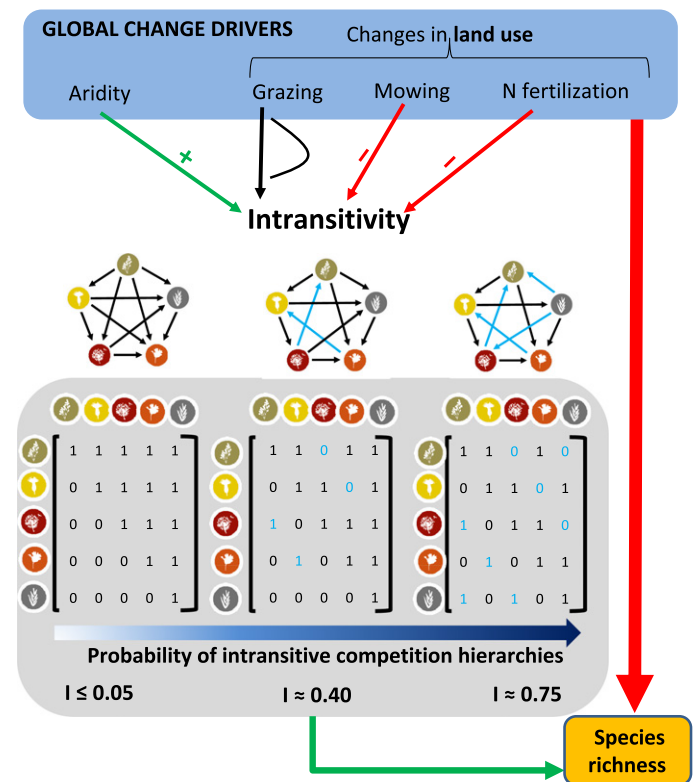 GLOBAL CHANGE DRIVERS
Changes in land use
Aridity
Grazing
Mowing
N fertilization
+
–
–
Intransitivity
1 1 1 1 1
0 1 1 1 1
0 0 1 1 1
0 0 0 1 1
0 0 0 0 1
1 1 0 1 1
0 1 1 0 1
1 0 1 1 1
0 1 0 1 1
0 0 0 0 1
1 1 0 1 0
0 1 1 0 1
1 0 1 1 0
0 1 0 1 1
1 0 1 0 1
Probability of intransitive competition hierarchies
I ≤ 0.05
I ≈ 0.40
I ≈ 0.75
Species
richness